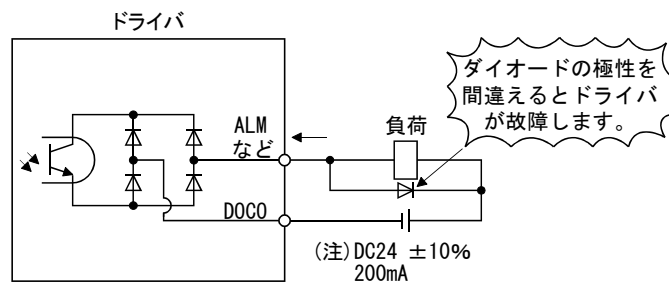 ドライバ
ダイオードの極性を
間違えるとドライバ
が故障します。
ALM
など
負荷
DOCO
(注)DC24 ±10%
200mA